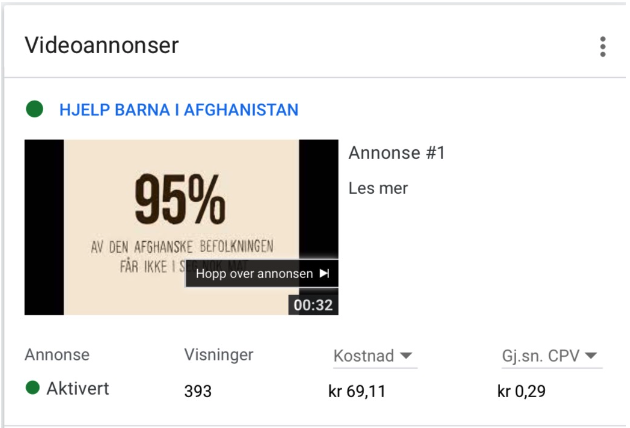 Videoannonser
HJELP BARNA I AFGHANISTAN
95%
AV DEN AFGHANSKE BEFOLKNINGEN
FÅR IKKE I
Hopp over annonsen
00:32
Annonse #1
Les mer
Annonse Visninger Kostnad Gj.sn. CPV
Aktivert 393 kr 69,11 kr 0,29